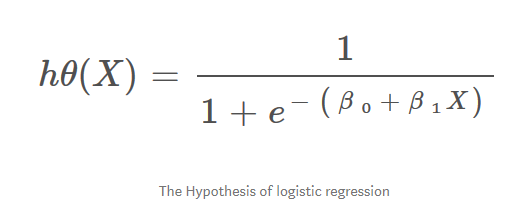 hθ(X) = 1 / 1 + e^−(β₀ + β₁X)
The Hypothesis of logistic regression